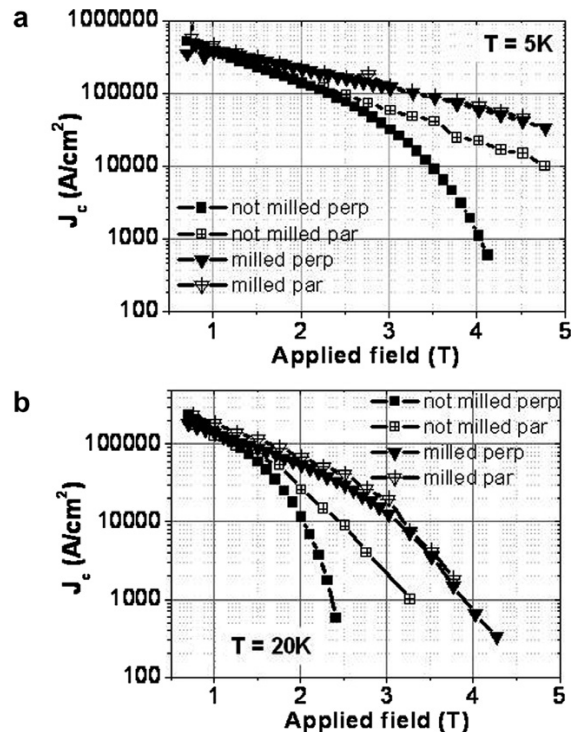 a
T = 5K
1000000
100000
10000
1000
100
J_c (A/cm²)
not milled perp
not milled par
milled perp
milled par
1 2 3 4 5
Applied field (T)
b
not milled perp
not milled par
milled perp
milled par
100000
10000
1000
100
J_c (A/cm²)
T = 20K
1 2 3 4 5
Applied field (T)